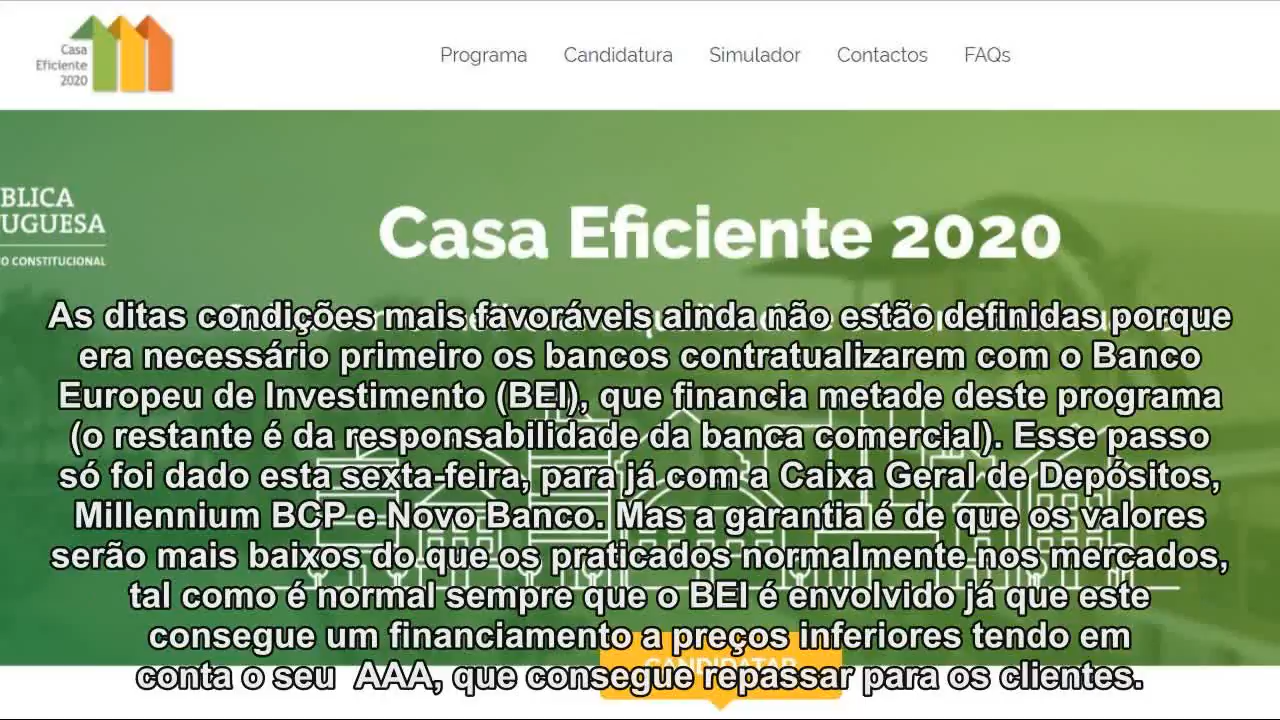 Casa
Eficiente
2020
Programa Candidatura Simulador Contactos FAQs
BLICA
UGUESA
O CONSTITUCIONAL
Casa Eficiente 2020
As ditas condições mais favoráveis ainda não estão definidas porque
era necessário primeiro os bancos contratualizarem com o Banco
Europeu de Investimento (BEI), que financia metade deste programa
(o restante é da responsabilidade da banca comercial). Esse passo
só foi dado esta sexta-feira, para já com a Caixa Geral de Depósitos,
Millennium BCP e Novo Banco. Mas a garantia é de que os valores
serão mais baixos do que os praticados normalmente nos mercados,
tal como é normal sempre que o BEI é envolvido já que este
consegue um financiamento a preços inferiores tendo em
CANDIDATAR
conta o seu  AAA, que consegue repassar para os clientes.